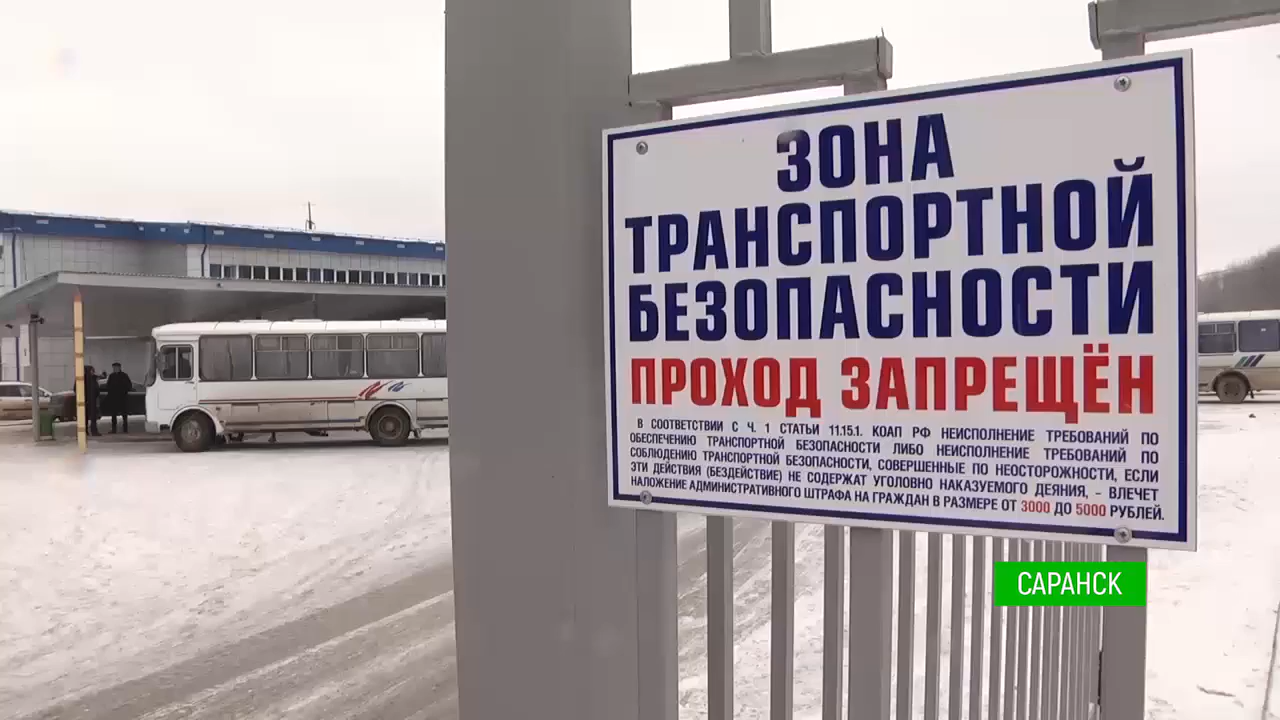 ЗОНА
ТРАНСПОРТНОЙ
БЕЗОПАСНОСТИ
ПРОХОД ЗАПРЕЩЁН
В СООТВЕТСТВИИ С Ч. 1 СТАТЬИ 11.15.1. КОАП РФ НЕИСПОЛНЕНИЕ ТРЕБОВАНИЙ ПО
ОБЕСПЕЧЕНИЮ ТРАНСПОРТНОЙ БЕЗОПАСНОСТИ ЛИБО НЕИСПОЛНЕНИЕ ТРЕБОВАНИЙ ПО
СОБЛЮДЕНИЮ ТРАНСПОРТНОЙ БЕЗОПАСНОСТИ, СОВЕРШЕННЫЕ ПО НЕОСТОРОЖНОСТИ, ЕСЛИ
ЭТИ ДЕЙСТВИЯ (БЕЗДЕЙСТВИЕ) НЕ СОДЕРЖАТ УГОЛОВНО НАКАЗУЕМОГО ДЕЯНИЯ, - ВЛЕЧЕТ
НАЛОЖЕНИЕ АДМИНИСТРАТИВНОГО ШТРАФА НА ГРАЖДАН В РАЗМЕРЕ ОТ 3000 ДО 5000 РУБЛЕЙ.
САРАНСК